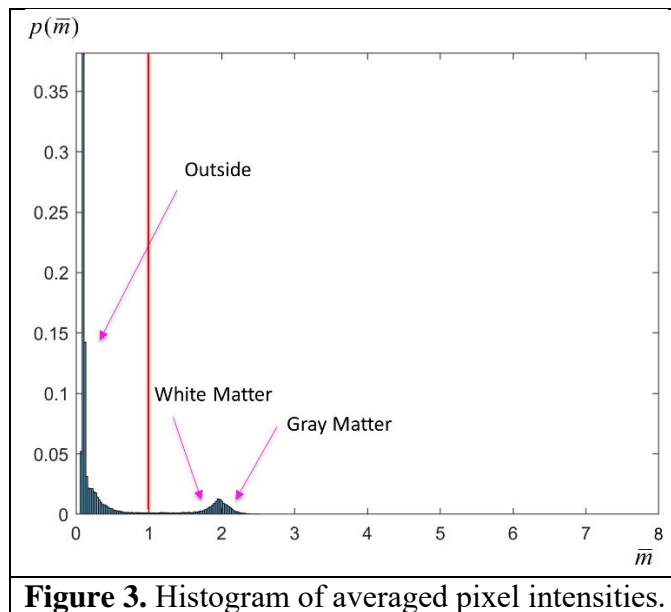 p(m̅)
0.35
0.3
Outside
0.25
0.2
0.15
0.1
White Matter
Gray Matter
0.05
0
0 1 2 3 4 5 6 7 8
m̅
Figure 3. Histogram of averaged pixel intensities.